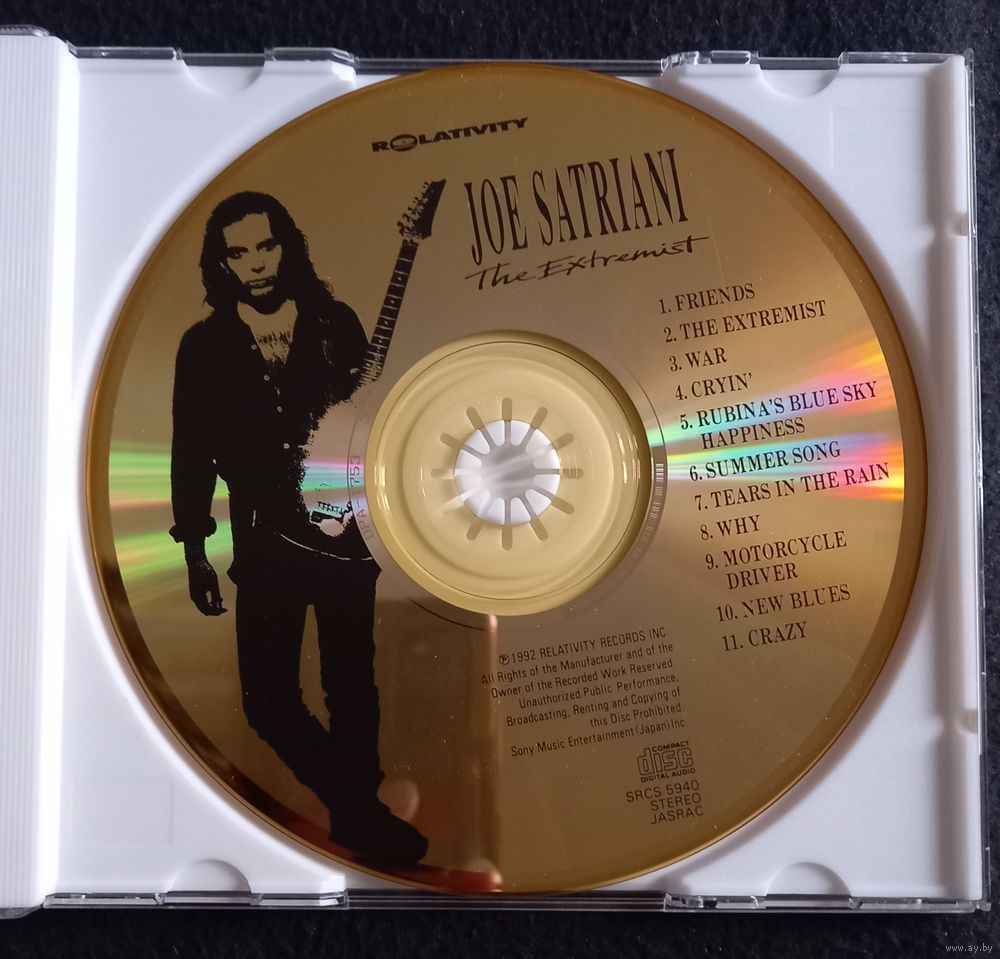 RELATIVITY
JOE SATRIANI
The Extremist
1. FRIENDS
2. THE EXTREMIST
3. WAR
4. CRYIN'
5. RUBINA'S BLUE SKY
HAPPINESS
6. SUMMER SONG
7. TEARS IN THE RAIN
8. WHY
9. MOTORCYCLE
DRIVER
10. NEW BLUES
11. CRAZY
℗1992 RELATIVITY RECORDS INC.
All Rights of the Manufacturer and of the
Owner of the Recorded Work Reserved.
Unauthorized Public Performance,
Broadcasting, Renting and Copying of
this Disc Prohibited.
Sony Music Entertainment (Japan) Inc.
COMPACT
disc
DIGITAL AUDIO
SRCS 5940
STEREO
JASRAC
www.ay.by